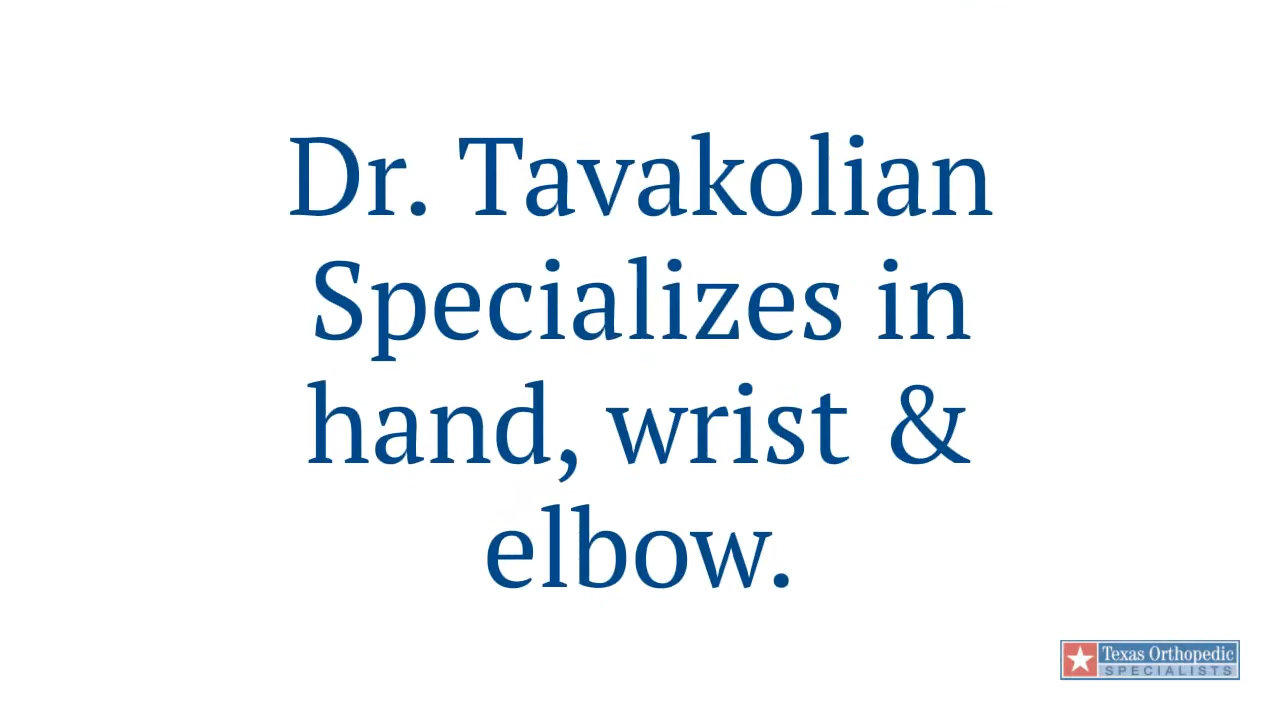 Dr. Tavakolian
Specializes in
hand, wrist &
elbow.
Texas Orthopedic
SPECIALISTS